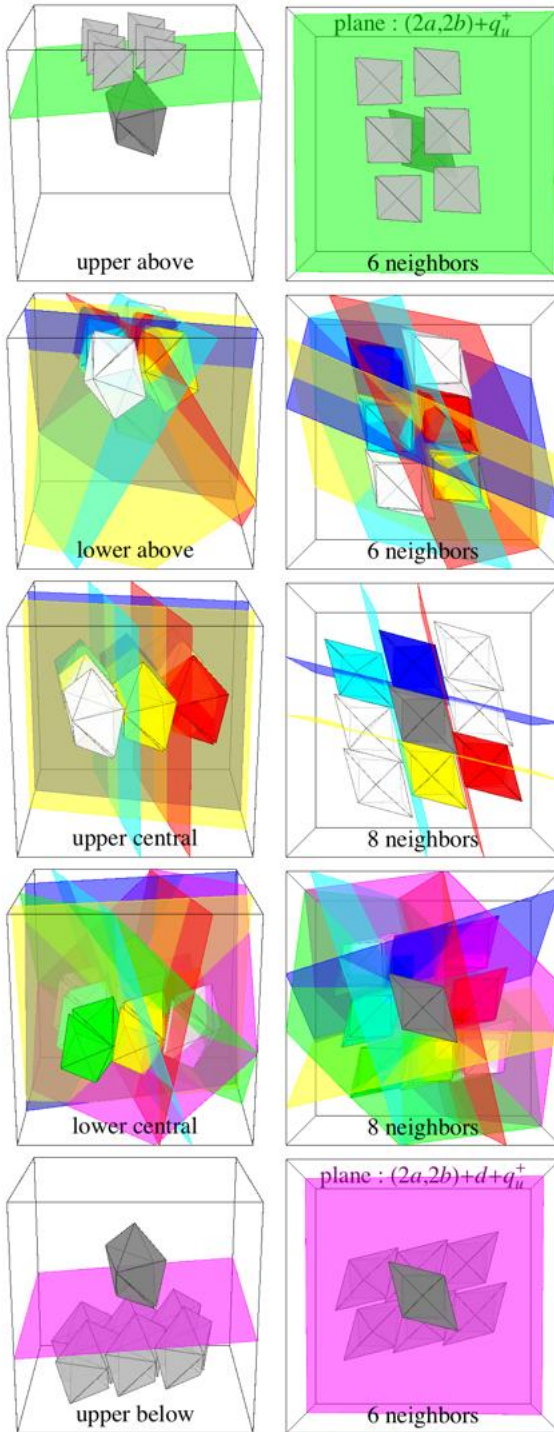 plane : (2a,2b)+q_u^+
upper above
6 neighbors
lower above
6 neighbors
upper central
8 neighbors
lower central
8 neighbors
plane : (2a,2b)+d+q_u^+
upper below
6 neighbors